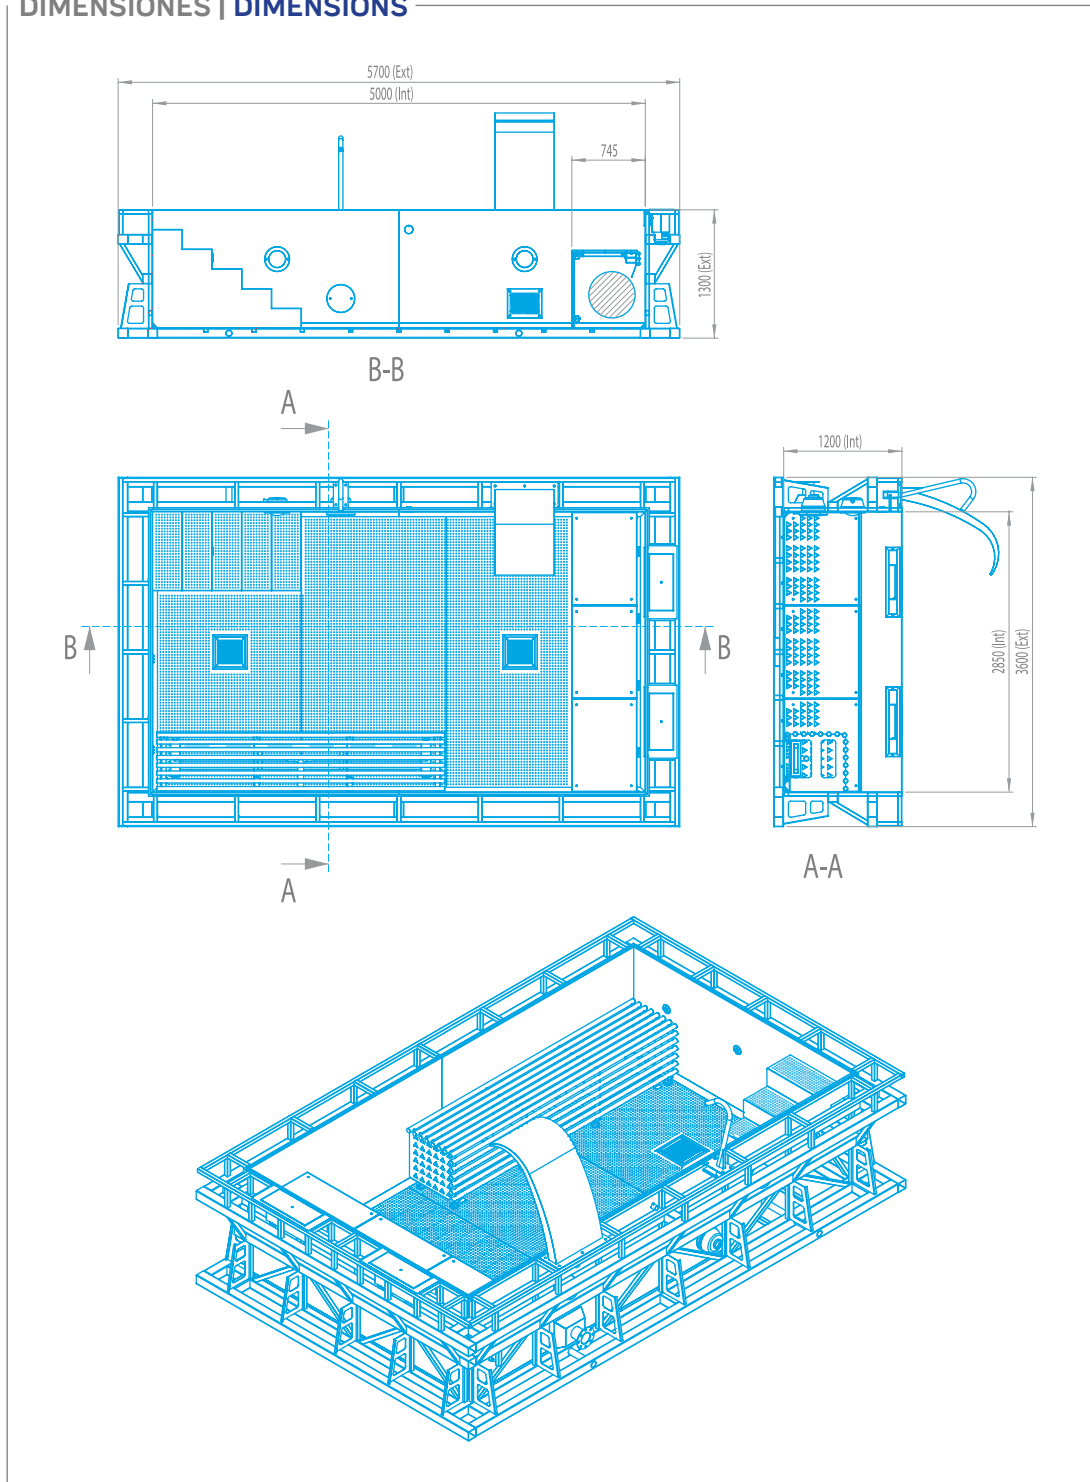 DIMENSIONES | DIMENSIONS
5700 (Ext)
5000 (Int)
745
1300 (Ext)
B-B
A
1200 (Int)
B
B
2850 (Int)
3600 (Ext)
A
A-A